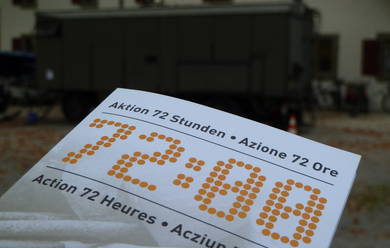 Aktion 72 Stunden • Azione 72 Ore
72:00
Action 72 Heures • Acziun